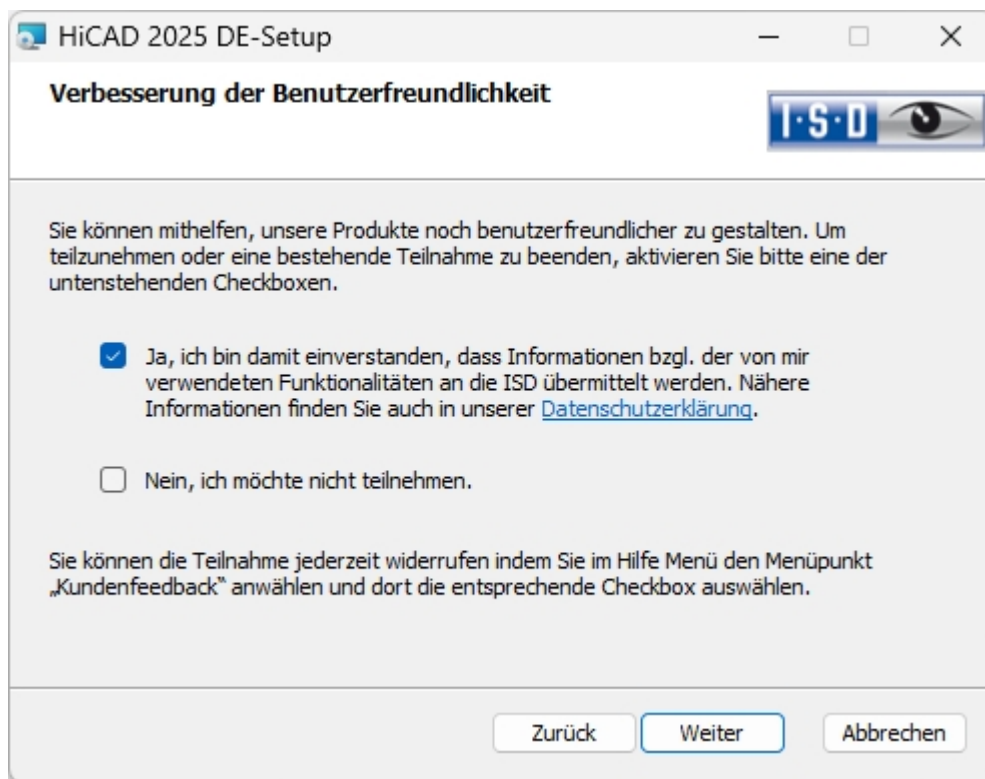 HiCAD 2025 DE-Setup
Verbesserung der Benutzerfreundlichkeit
I·S·D
Sie können mithelfen, unsere Produkte noch benutzerfreundlicher zu gestalten. Um
teilzunehmen oder eine bestehende Teilnahme zu beenden, aktivieren Sie bitte eine der
untenstehenden Checkboxen.
Ja, ich bin damit einverstanden, dass Informationen bzgl. der von mir
verwendeten Funktionalitäten an die ISD übermittelt werden. Nähere
Informationen finden Sie auch in unserer Datenschutzerklärung.
Nein, ich möchte nicht teilnehmen.
Sie können die Teilnahme jederzeit widerrufen indem Sie im Hilfe Menü den Menüpunkt
„Kundenfeedback“ anwählen und dort die entsprechende Checkbox auswählen.
Zurück Weiter Abbrechen